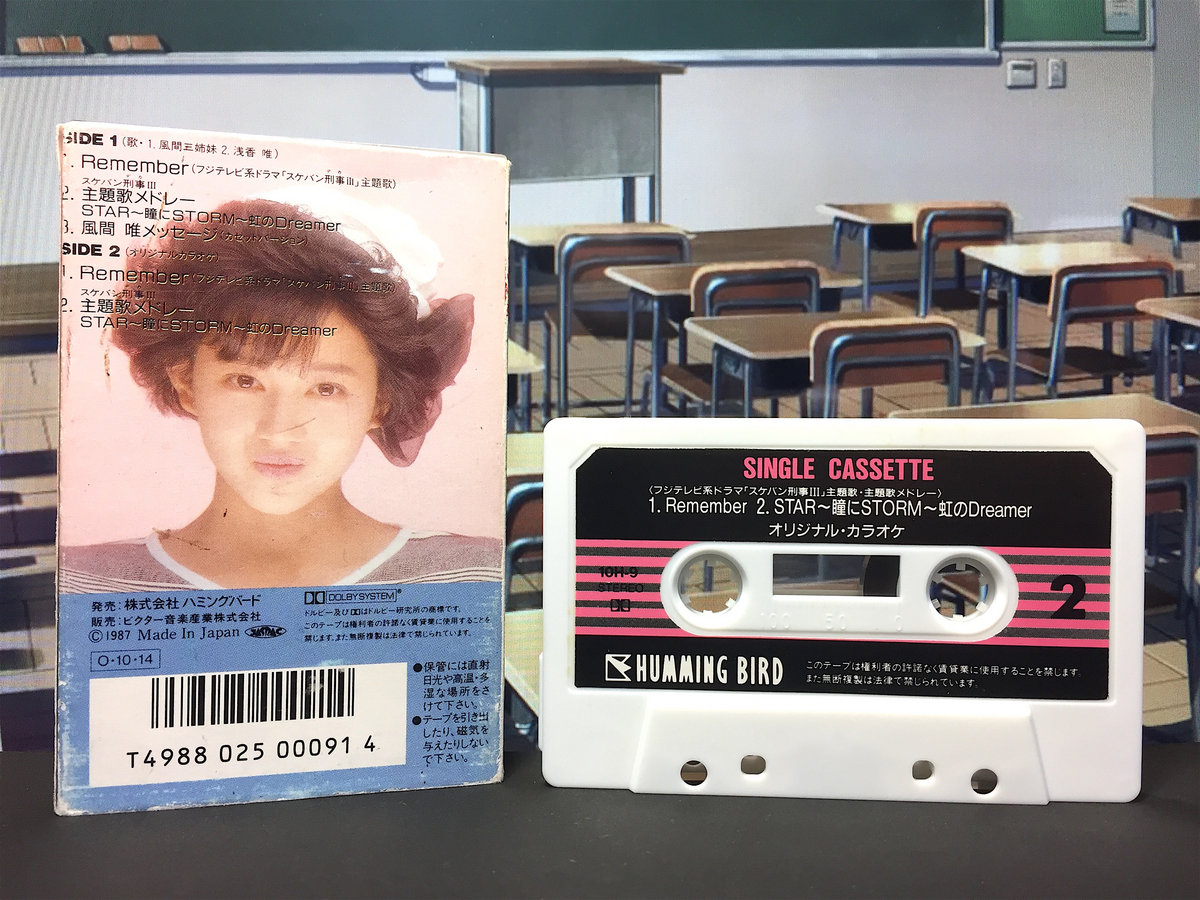 SIDE 1 (歌・1. 風間三姉妹 2. 浅香 唯)
1. Remember (フジテレビ系ドラマ「スケバン刑事III」主題歌)
スケバン刑事III
2. 主題歌メドレー
STAR～瞳にSTORM～虹のDreamer
3. 風間 唯メッセージ (カセットバージョン)
SIDE 2 (オリジナルカラオケ)
1. Remember (フジテレビ系ドラマ「スケバン刑事III」主題歌)
スケバン刑事III
2. 主題歌メドレー
STAR～瞳にSTORM～虹のDreamer
発売：株式会社 ハミングバード
販売：ビクター音楽産業株式会社
Ⓒ1987 Made In Japan JASRAC
O・10・14
DOLBY SYSTEM®
ドルビー及びはドルビー研究所の商標です。
このテープは権利者の許諾なく賃貸業に使用することを
禁じます。また無断複製は法律で禁じられています。
T4988 025 00091 4
●保管には直射
日光や高温・多
湿な場所をさ
けて下さい。
●テープを引き出
したり、磁気を
与えたりしない
で下さい。
SINGLE CASSETTE
〈フジテレビ系ドラマ「スケバン刑事III」主題歌・主題歌メドレー〉
1. Remember 2. STAR～瞳にSTORM～虹のDreamer
オリジナル・カラオケ
10H-9
STEREO
2
100 50 0
HUMMING BIRD
このテープは権利者の許諾なく賃貸業に使用することを禁じます。
また無断複製は法律で禁じられています。